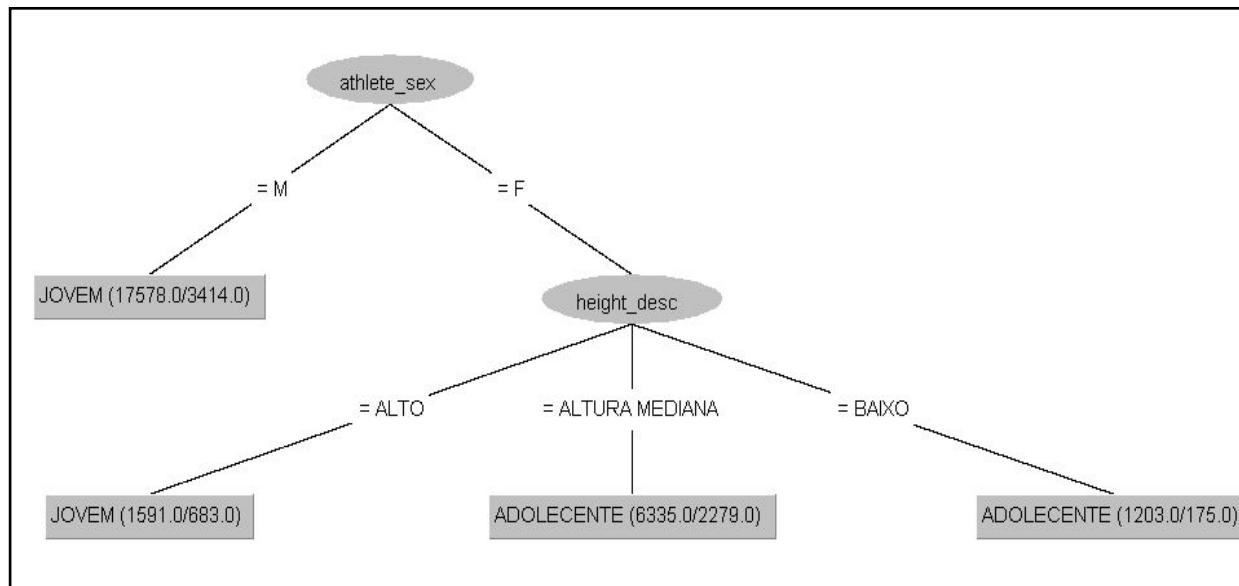 athlete_sex
= M
= F
JOVEM (17578.0/3414.0)
height_desc
= ALTO
= ALTURA MEDIANA
= BAIXO
JOVEM (1591.0/683.0)
ADOLECENTE (6335.0/2279.0)
ADOLECENTE (1203.0/175.0)